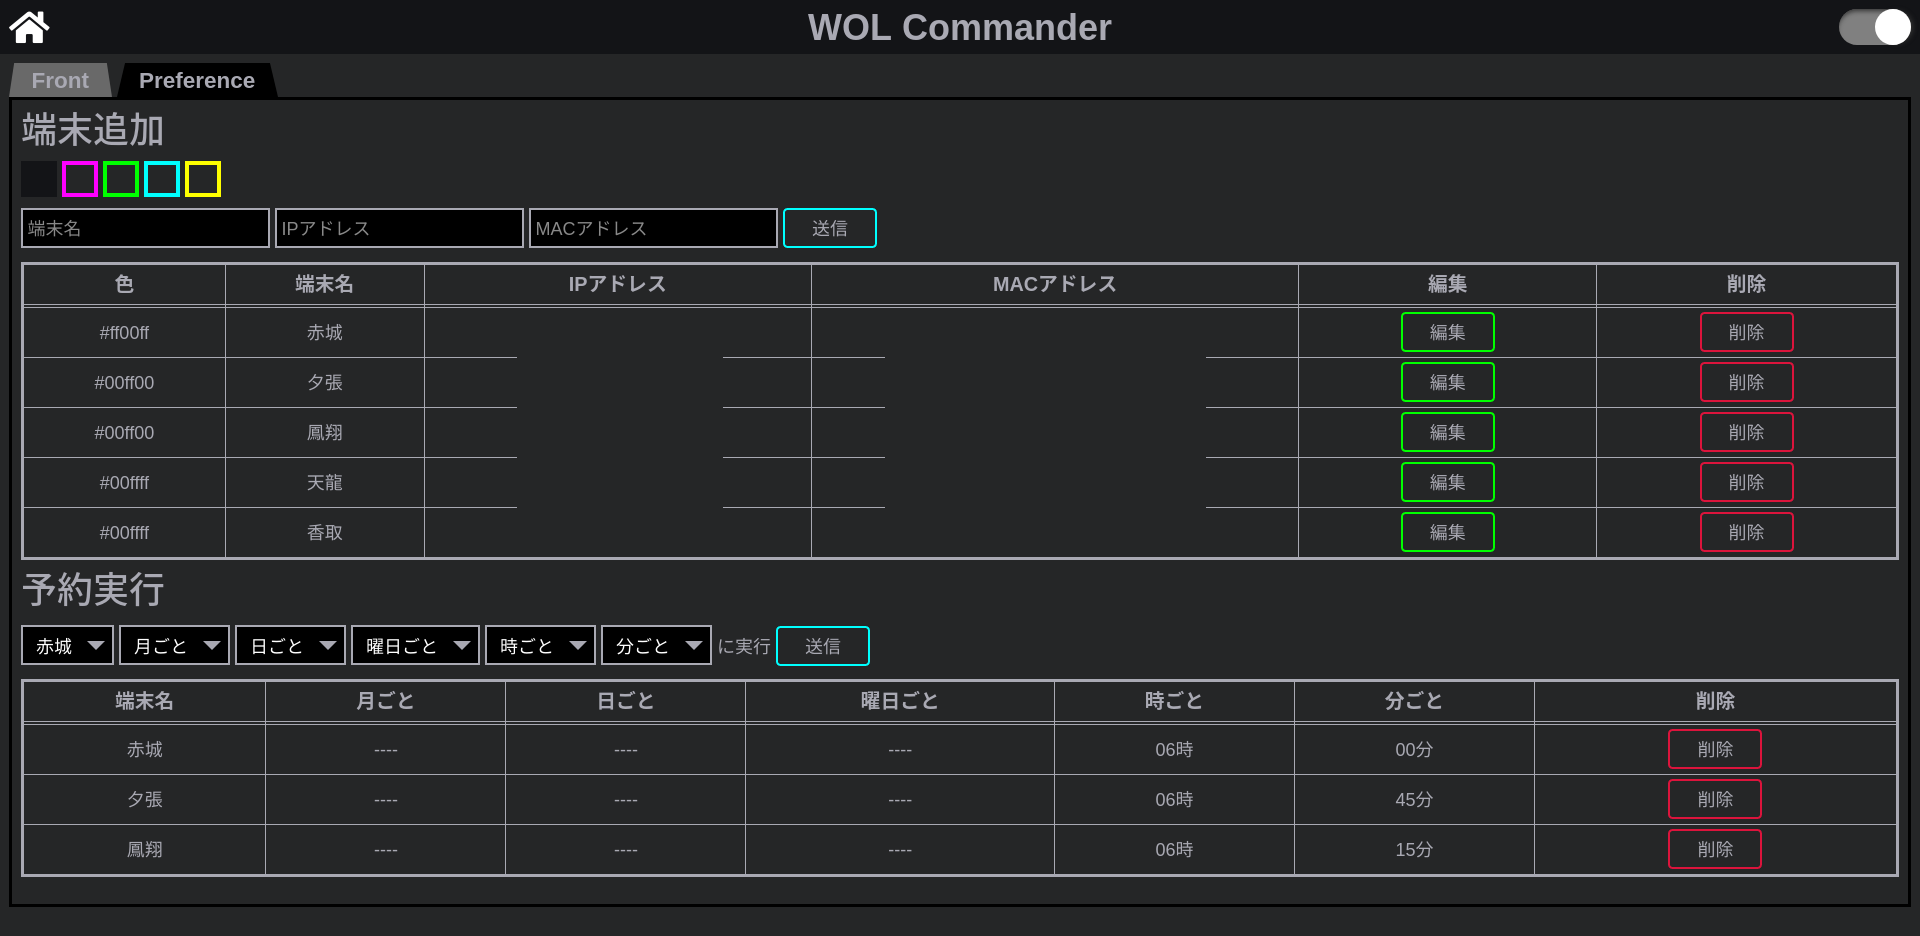 WOL Commander
Front Preference
端末追加
端末名 IPアドレス MACアドレス 送信
色 端末名 IPアドレス MACアドレス 編集 削除
#ff00ff 赤城 編集 削除
#00ff00 夕張 編集 削除
#00ff00 鳳翔 編集 削除
#00ffff 天龍 編集 削除
#00ffff 香取 編集 削除
予約実行
赤城 月ごと 日ごと 曜日ごと 時ごと 分ごと に実行 送信
端末名 月ごと 日ごと 曜日ごと 時ごと 分ごと 削除
赤城 ---- ---- ---- 06時 00分 削除
夕張 ---- ---- ---- 06時 45分 削除
鳳翔 ---- ---- ---- 06時 15分 削除